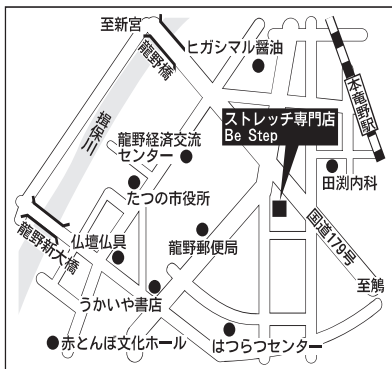 至新宮
ヒガシマル醤油
龍野橋
本竜野駅
揖保川
ストレッチ専門店
Be Step
龍野経済交流
センター
田渕内科
たつの市役所
龍野新大橋
仏壇仏具
龍野郵便局
国道179号
至鵤
うかいや書店
赤とんぼ文化ホール
はつらつセンター